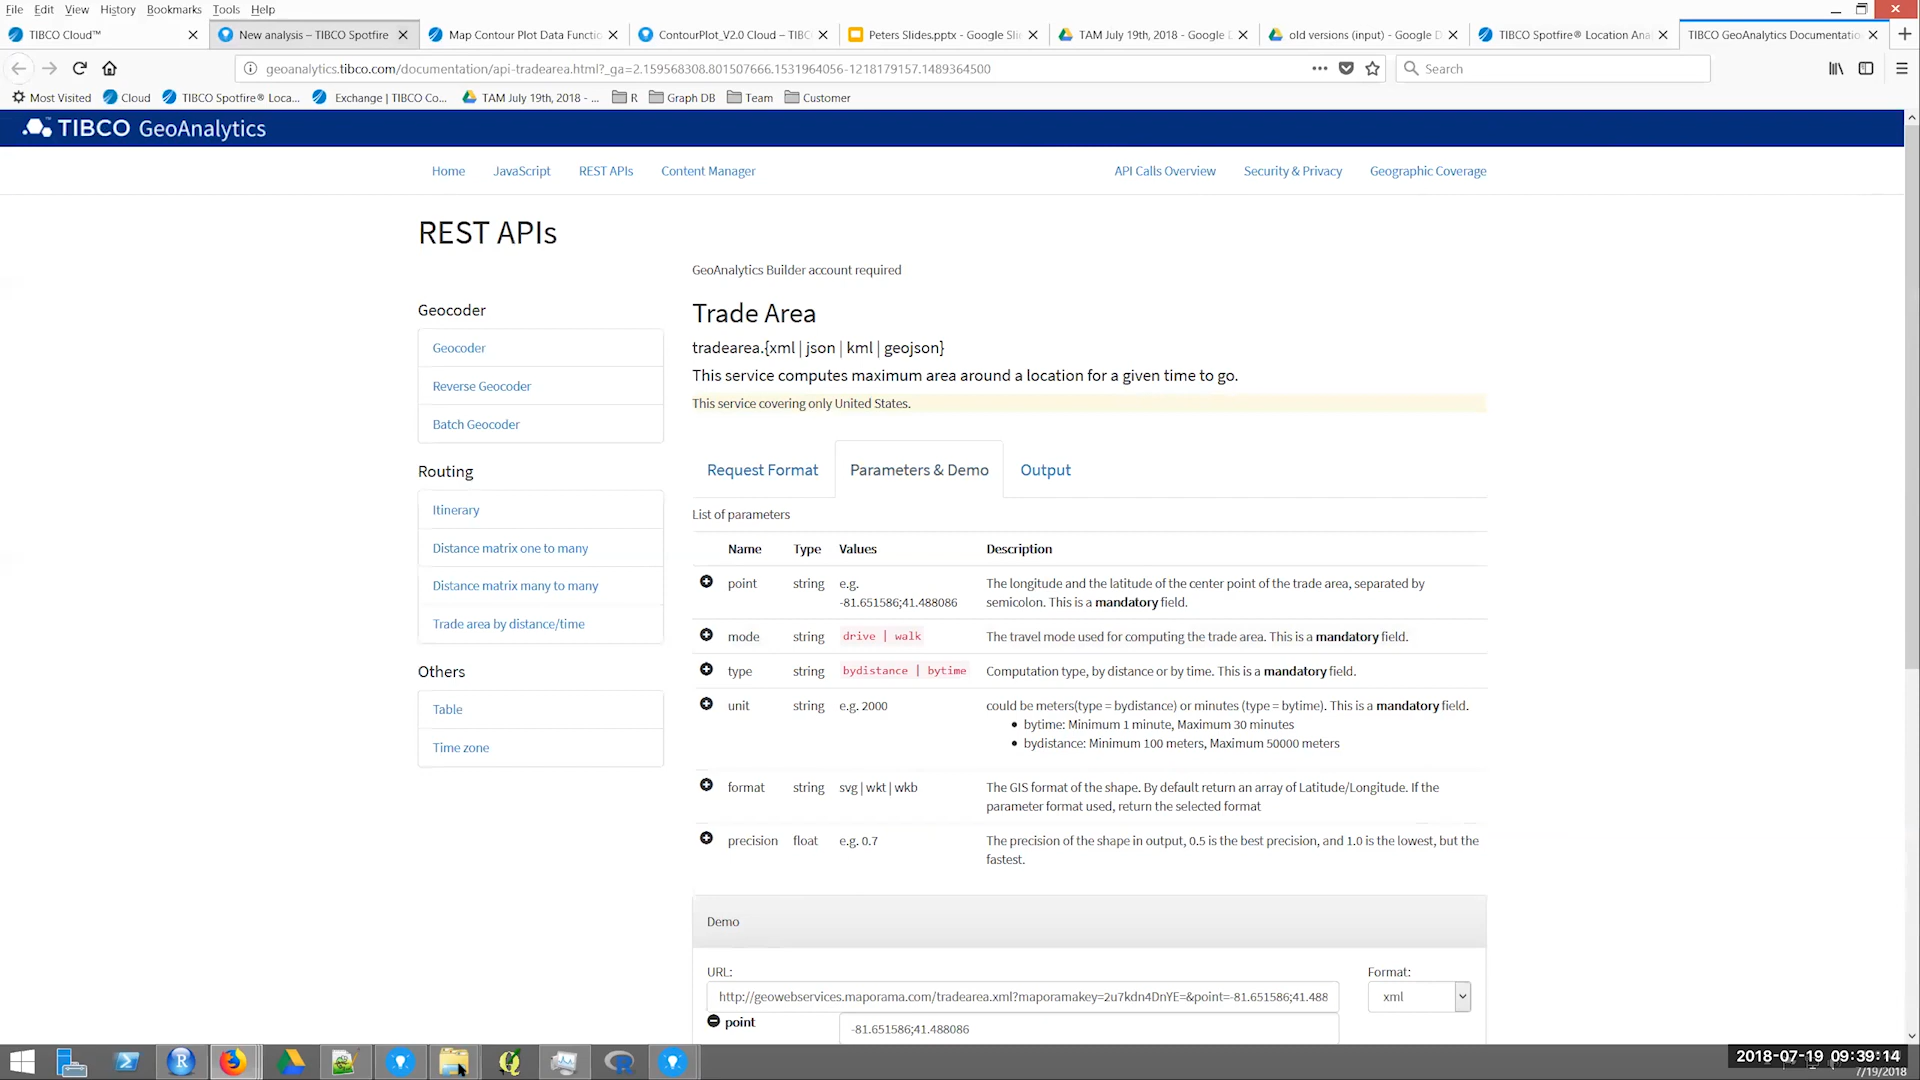 File Edit View History Bookmarks Tools Help
TIBCO Cloud™
New analysis – TIBCO Spotfire
Map Contour Plot Data Functio
ContourPlot_V2.0 Cloud – TIBC
Peters Slides.pptx - Google Sli
TAM July 19th, 2018 - Google D
old versions (input) - Google D
TIBCO Spotfire® Location Ana
TIBCO GeoAnalytics Documentatio
geoanalytics.tibco.com/documentation/api-tradearea.html?_ga=2.159568308.801507666.1531964056-1218179157.1489364500
Search
Most Visited Cloud TIBCO Spotfire® Loca... Exchange | TIBCO Co... TAM July 19th, 2018 - ... R Graph DB Team Customer
TIBCO GeoAnalytics
Home JavaScript REST APIs Content Manager API Calls Overview Security & Privacy Geographic Coverage
REST APIs
Geocoder
Geocoder
Reverse Geocoder
Batch Geocoder
Routing
Itinerary
Distance matrix one to many
Distance matrix many to many
Trade area by distance/time
Others
Table
Time zone
GeoAnalytics Builder account required
Trade Area
tradearea.{xml | json | kml | geojson}
This service computes maximum area around a location for a given time to go.
This service covering only United States.
Request Format Parameters & Demo Output
List of parameters
Name Type Values Description
point string e.g. -81.651586;41.488086 The longitude and the latitude of the center point of the trade area, separated by
semicolon. This is a mandatory field.
mode string drive | walk The travel mode used for computing the trade area. This is a mandatory field.
type string bydistance | bytime Computation type, by distance or by time. This is a mandatory field.
unit string e.g. 2000 could be meters(type = bydistance) or minutes (type = bytime). This is a mandatory field.
• bytime: Minimum 1 minute, Maximum 30 minutes
• bydistance: Minimum 100 meters, Maximum 50000 meters
format string svg | wkt | wkb The GIS format of the shape. By default return an array of Latitude/Longitude. If the
parameter format used, return the selected format
precision float e.g. 0.7 The precision of the shape in output, 0.5 is the best precision, and 1.0 is the lowest, but the
fastest.
Demo
URL: Format:
http://geowebservices.maporama.com/tradearea.xml?maporamakey=2u7kdn4DnYE=&point=-81.651586;41.488 xml
point -81.651586;41.488086
2018-07-19 09:39:14
7/19/2018